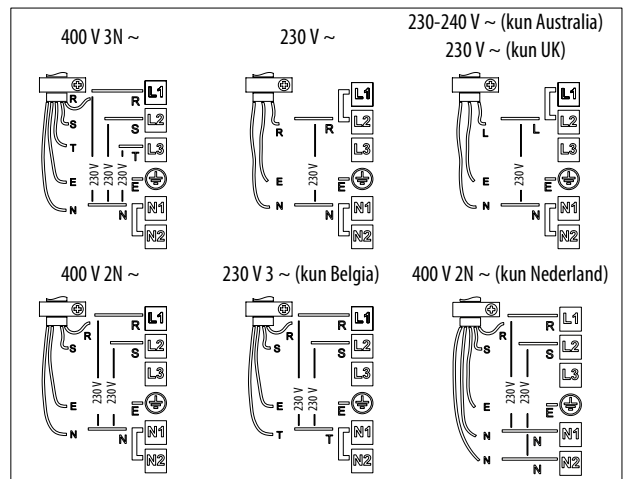 400 V 3N ~
R
S
T
E
N
230 V
230 V
230 V
R
S
T
E
N
L1
L2
L3
N1
N2
230 V ~
R
E
N
230 V
R
E
N
L1
L2
L3
N1
N2
230-240 V ~ (kun Australia)
230 V ~ (kun UK)
L
E
N
230 V
L
E
N
L1
L2
L3
N1
N2
400 V 2N ~
R
S
E
N
230 V
230 V
R
S
E
N
L1
L2
L3
N1
N2
230 V 3 ~ (kun Belgia)
R
S
E
T
230 V
230 V
R
S
E
T
L1
L2
L3
N1
N2
400 V 2N ~ (kun Nederland)
R
S
E
N
N
230 V
230 V
R
S
E
N
N
L1
L2
L3
N1
N2